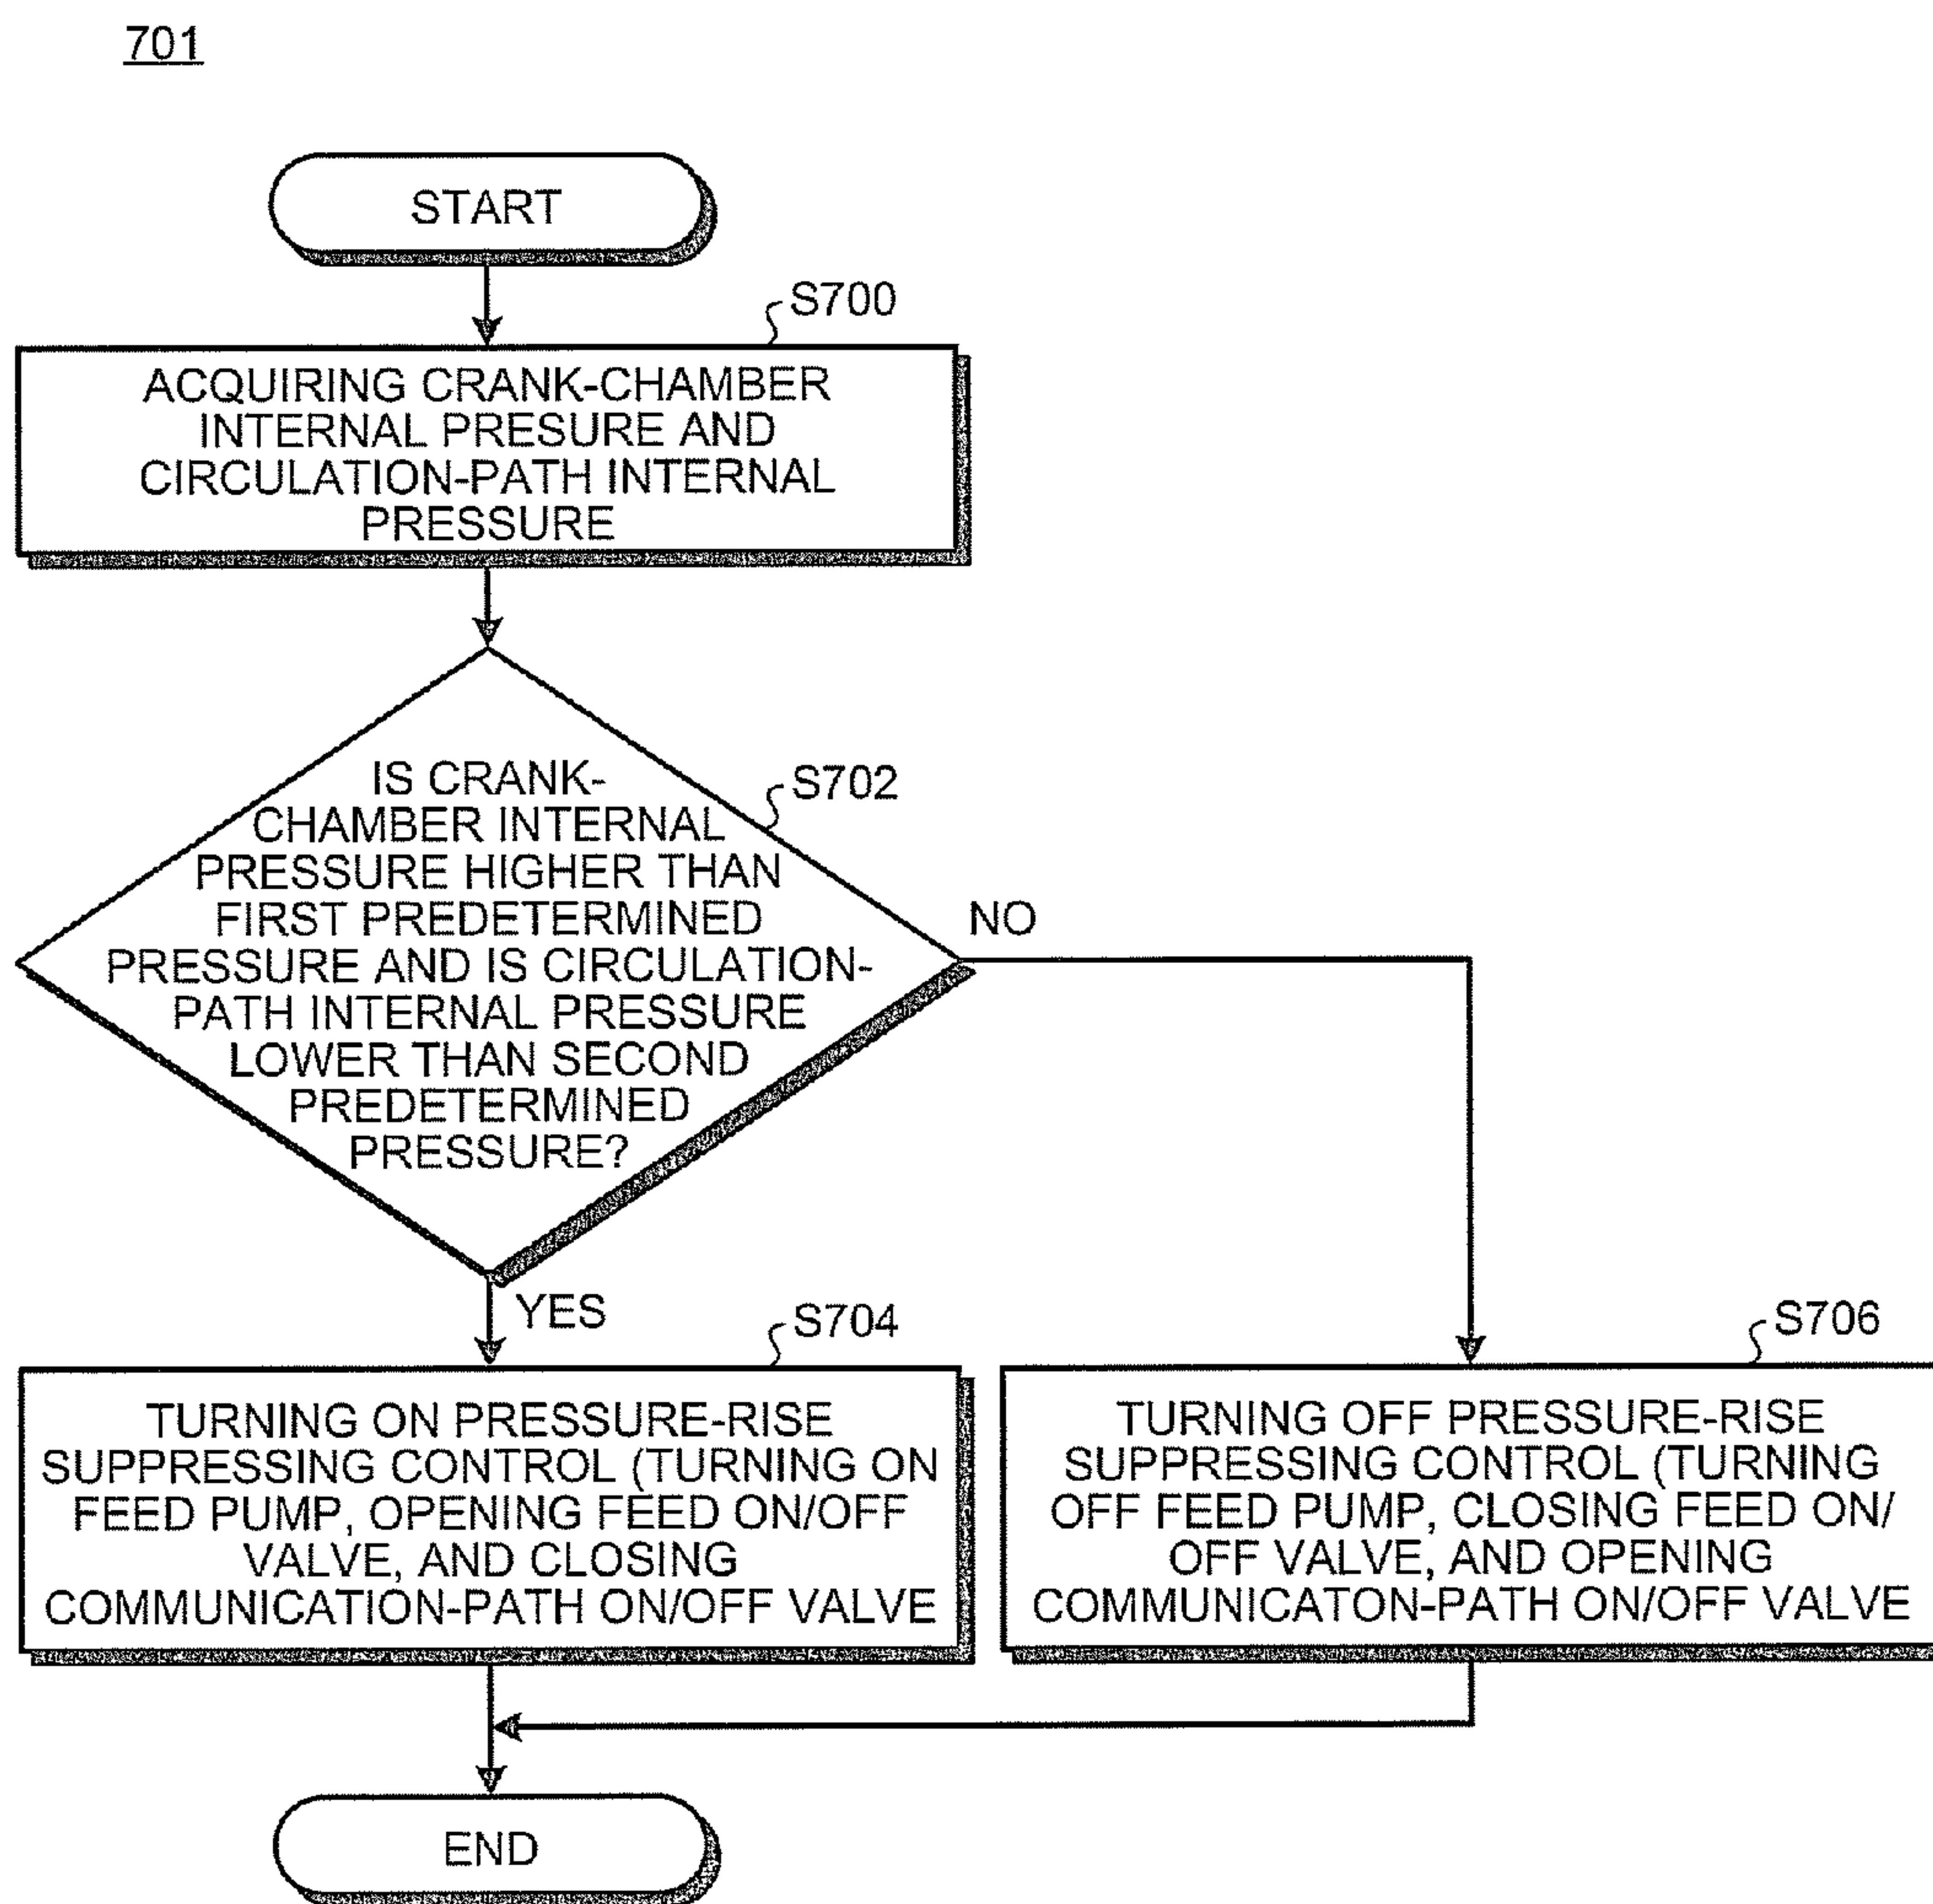 701
START
S700
ACQUIRING CRANK-CHAMBER
INTERNAL PRESURE AND
CIRCULATION-PATH INTERNAL
PRESSURE
S702
IS CRANK-
CHAMBER INTERNAL
PRESSURE HIGHER THAN
FIRST PREDETERMINED
PRESSURE AND IS CIRCULATION-
PATH INTERNAL PRESSURE
LOWER THAN SECOND
PREDETERMINED
PRESSURE?
NO
YES
S704
TURNING ON PRESSURE-RISE
SUPPRESSING CONTROL (TURNING ON
FEED PUMP, OPENING FEED ON/OFF
VALVE, AND CLOSING
COMMUNICATION-PATH ON/OFF VALVE
S706
TURNING OFF PRESSURE-RISE
SUPPRESSING CONTROL (TURNING
OFF FEED PUMP, CLOSING FEED ON/
OFF VALVE, AND OPENING
COMMUNICATON-PATH ON/OFF VALVE
END